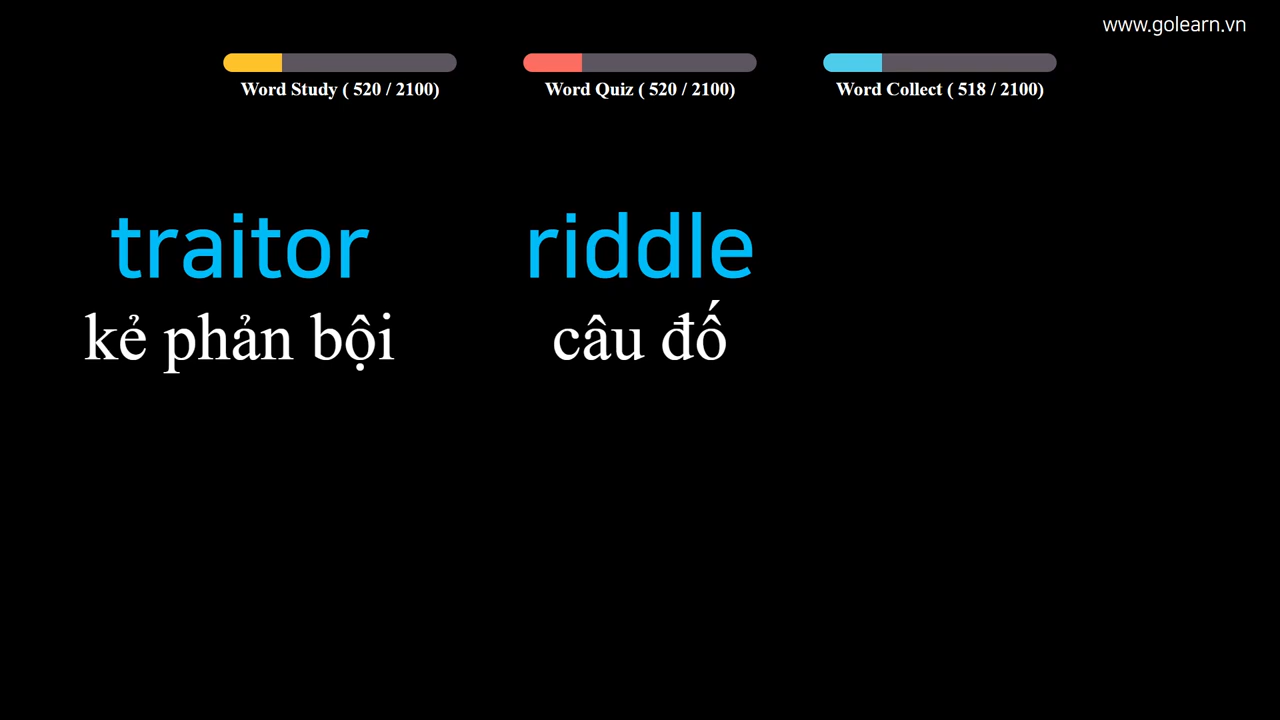 www.golearn.vn
Word Study ( 520 / 2100)
Word Quiz ( 520 / 2100)
Word Collect ( 518 / 2100)
traitor
kẻ phản bội
riddle
câu đố